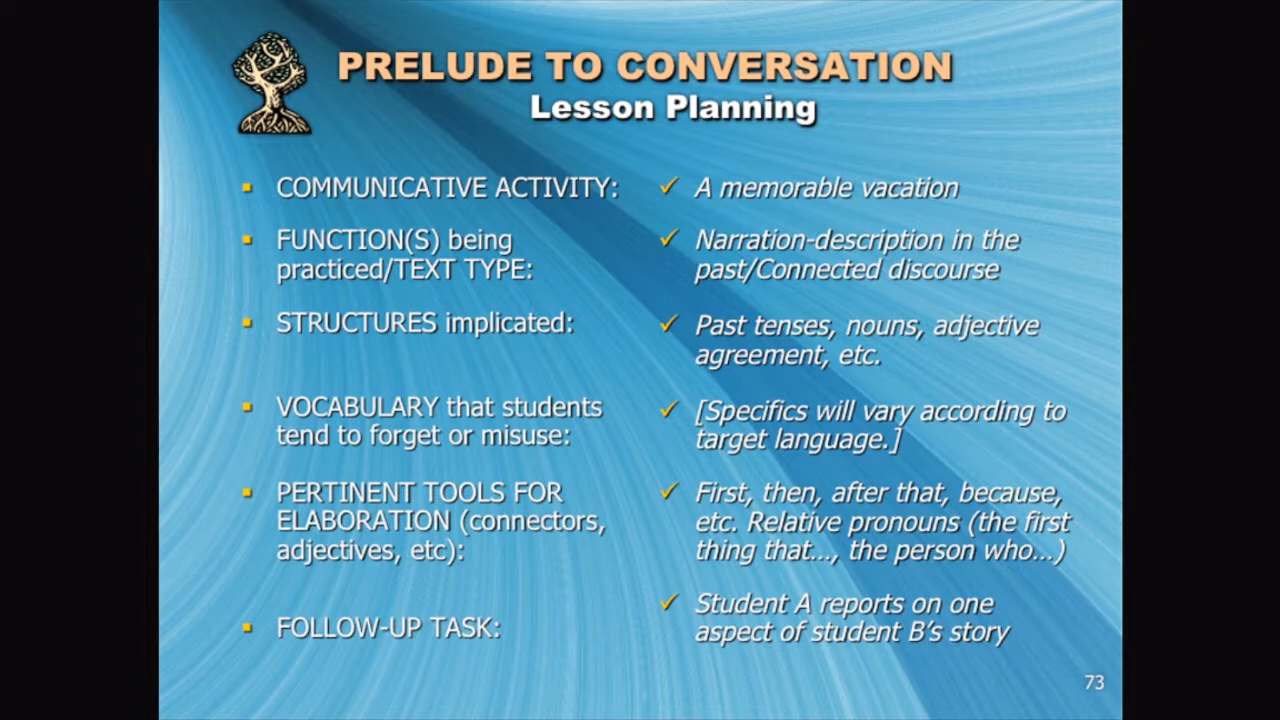 PRELUDE TO CONVERSATION
Lesson Planning
COMMUNICATIVE ACTIVITY:
A memorable vacation
FUNCTION(S) being
practiced/TEXT TYPE:
Narration-description in the
past/Connected discourse
STRUCTURES implicated:
Past tenses, nouns, adjective
agreement, etc.
VOCABULARY that students
tend to forget or misuse:
[Specifics will vary according to
target language.]
PERTINENT TOOLS FOR
ELABORATION (connectors,
adjectives, etc):
First, then, after that, because,
etc. Relative pronouns (the first
thing that…, the person who…)
FOLLOW-UP TASK:
Student A reports on one
aspect of student B’s story
73